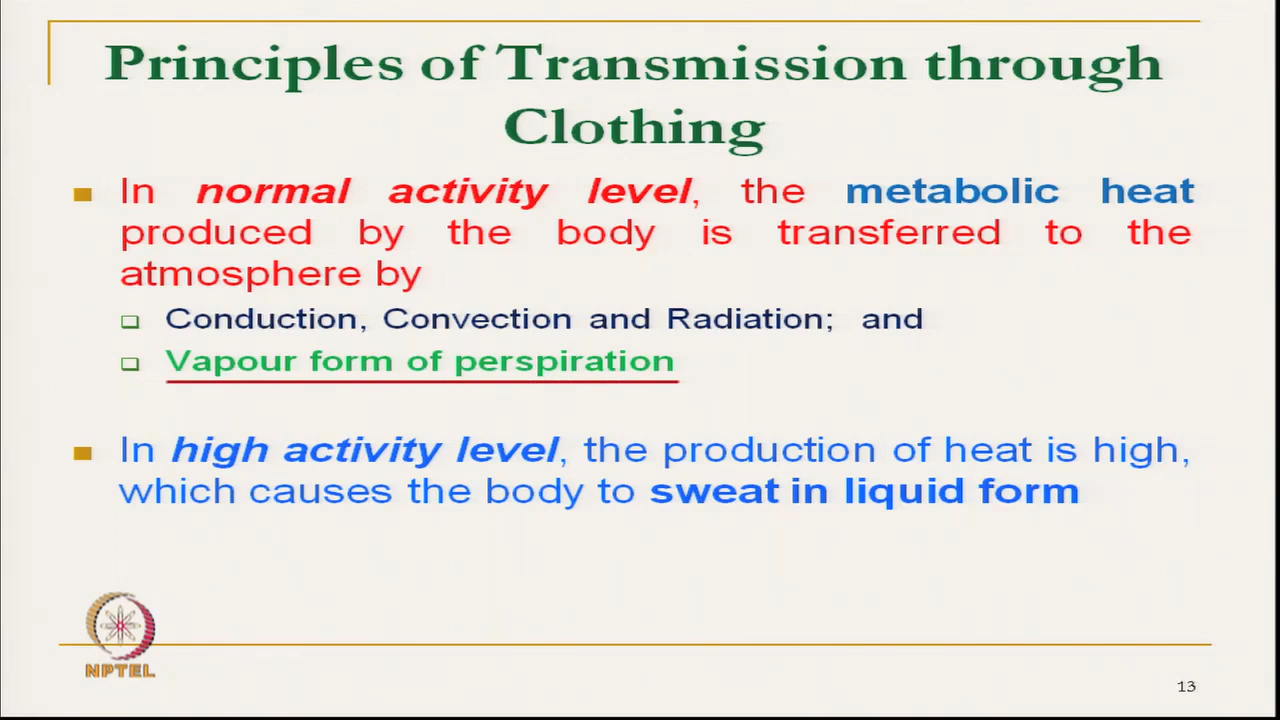 Principles of Transmission through
Clothing
In normal activity level, the metabolic heat
produced by the body is transferred to the
atmosphere by
Conduction, Convection and Radiation; and
Vapour form of perspiration
In high activity level, the production of heat is high,
which causes the body to sweat in liquid form
NPTEL
13